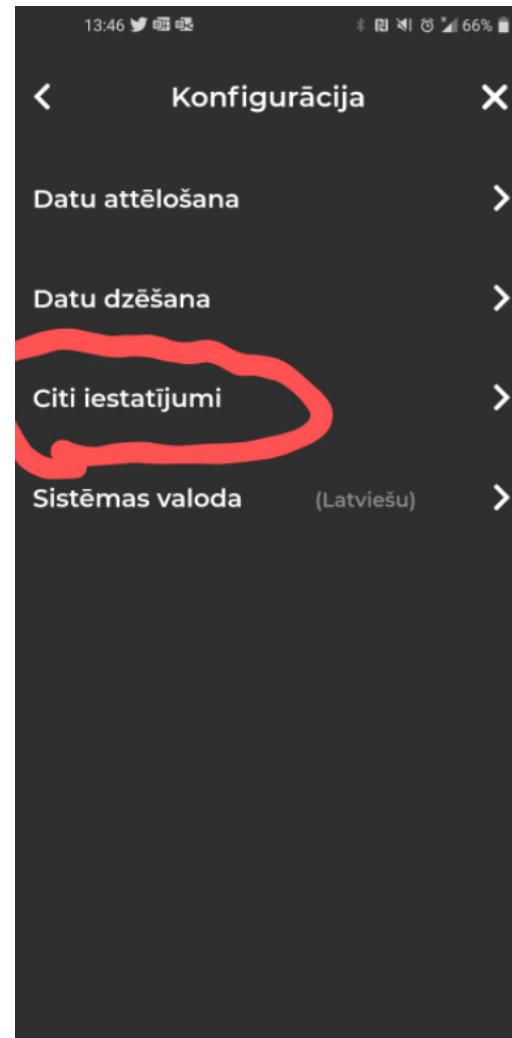 13:46 66%
Konfigurācija
Datu attēlošana
Datu dzēšana
Citi iestatījumi
Sistēmas valoda (Latviešu)